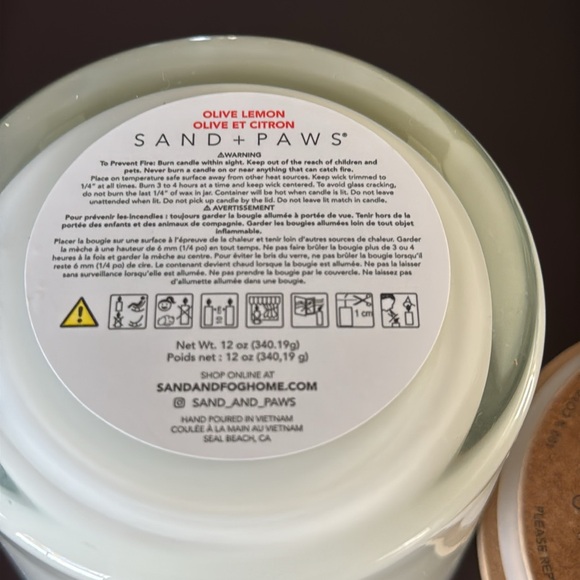 OLIVE LEMON
OLIVE ET CITRON
SAND + PAWS®
⚠WARNING
To Prevent Fire: Burn candle within sight. Keep out of the reach of children and
pets. Never burn a candle on or near anything that can catch fire.
Place on temperature safe surface away from other heat sources. Keep wick trimmed to
1/4" at all times. Burn 3 to 4 hours at a time and keep wick centered. To avoid glass cracking,
do not burn the last 1/4" of wax in jar. Container will be hot when candle is lit. Do not leave
unattended when lit. Do not pick up candle by the lid. Do not leave lit match in candle.
⚠ AVERTISSEMENT
Pour prévenir les incendies : toujours garder la bougie allumée à portée de vue. Tenir hors de la
portée des enfants et des animaux de compagnie. Garder les bougies allumées loin de tout objet
inflammable.
Placer la bougie sur une surface à l'épreuve de la chaleur et tenir loin d'autres sources de chaleur. Garder
la mèche à une hauteur de 6 mm (1/4 po) en tout temps. Ne pas faire brûler la bougie plus de 3 ou 4
heures à la fois et garder la mèche au centre. Pour éviter le bris du verre, ne pas brûler la bougie lorsqu'il
reste 6 mm (1/4 po) de cire. Le contenant devient chaud lorsque la bougie est allumée. Ne pas la laisser
sans surveillance lorsqu'elle est allumée. Ne pas prendre la bougie par le couvercle. Ne laissez pas
d'allumette allumée dans une bougie.
1 cm
Net Wt. 12 oz (340.19g)
Poids net : 12 oz (340,19 g)
SHOP ONLINE AT
SANDANDFOGHOME.COM
SAND_AND_PAWS
HAND POURED IN VIETNAM
COULÉE À LA MAIN AU VIETNAM
SEAL BEACH, CA
PLEASE